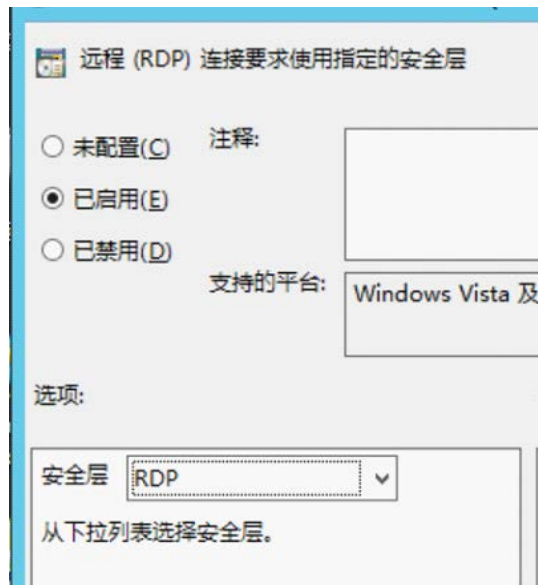 远程 (RDP) 连接要求使用指定的安全层
未配置(C)
注释:
已启用(E)
已禁用(D)
支持的平台:
Windows Vista 及
选项:
安全层
RDP
从下拉列表选择安全层。